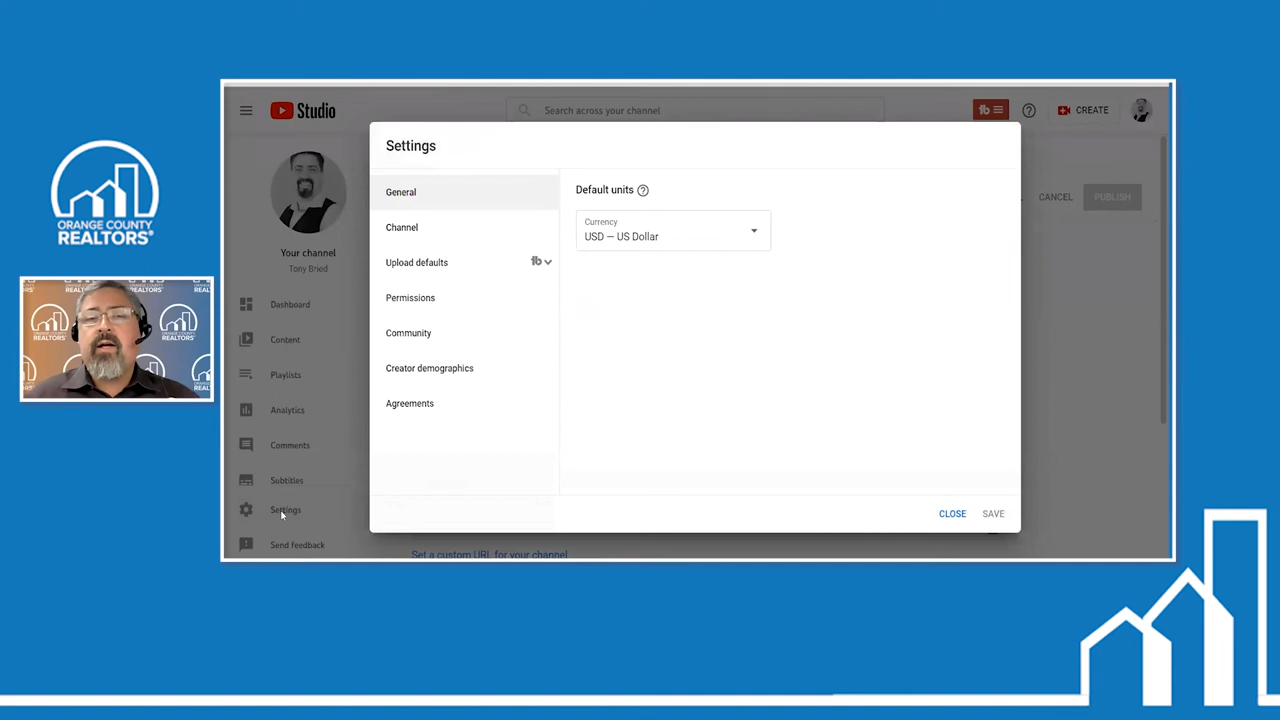 ORANGE COUNTY
REALTORS®
Studio
Search across your channel
CREATE
Your channel
Tony Bried
Dashboard
Content
Playlists
Analytics
Comments
Subtitles
Settings
Send feedback
Settings
General
Channel
Upload defaults
Permissions
Community
Creator demographics
Agreements
Default units
Currency
USD — US Dollar
CLOSE
SAVE
CANCEL
PUBLISH
Set a custom URL for your channel